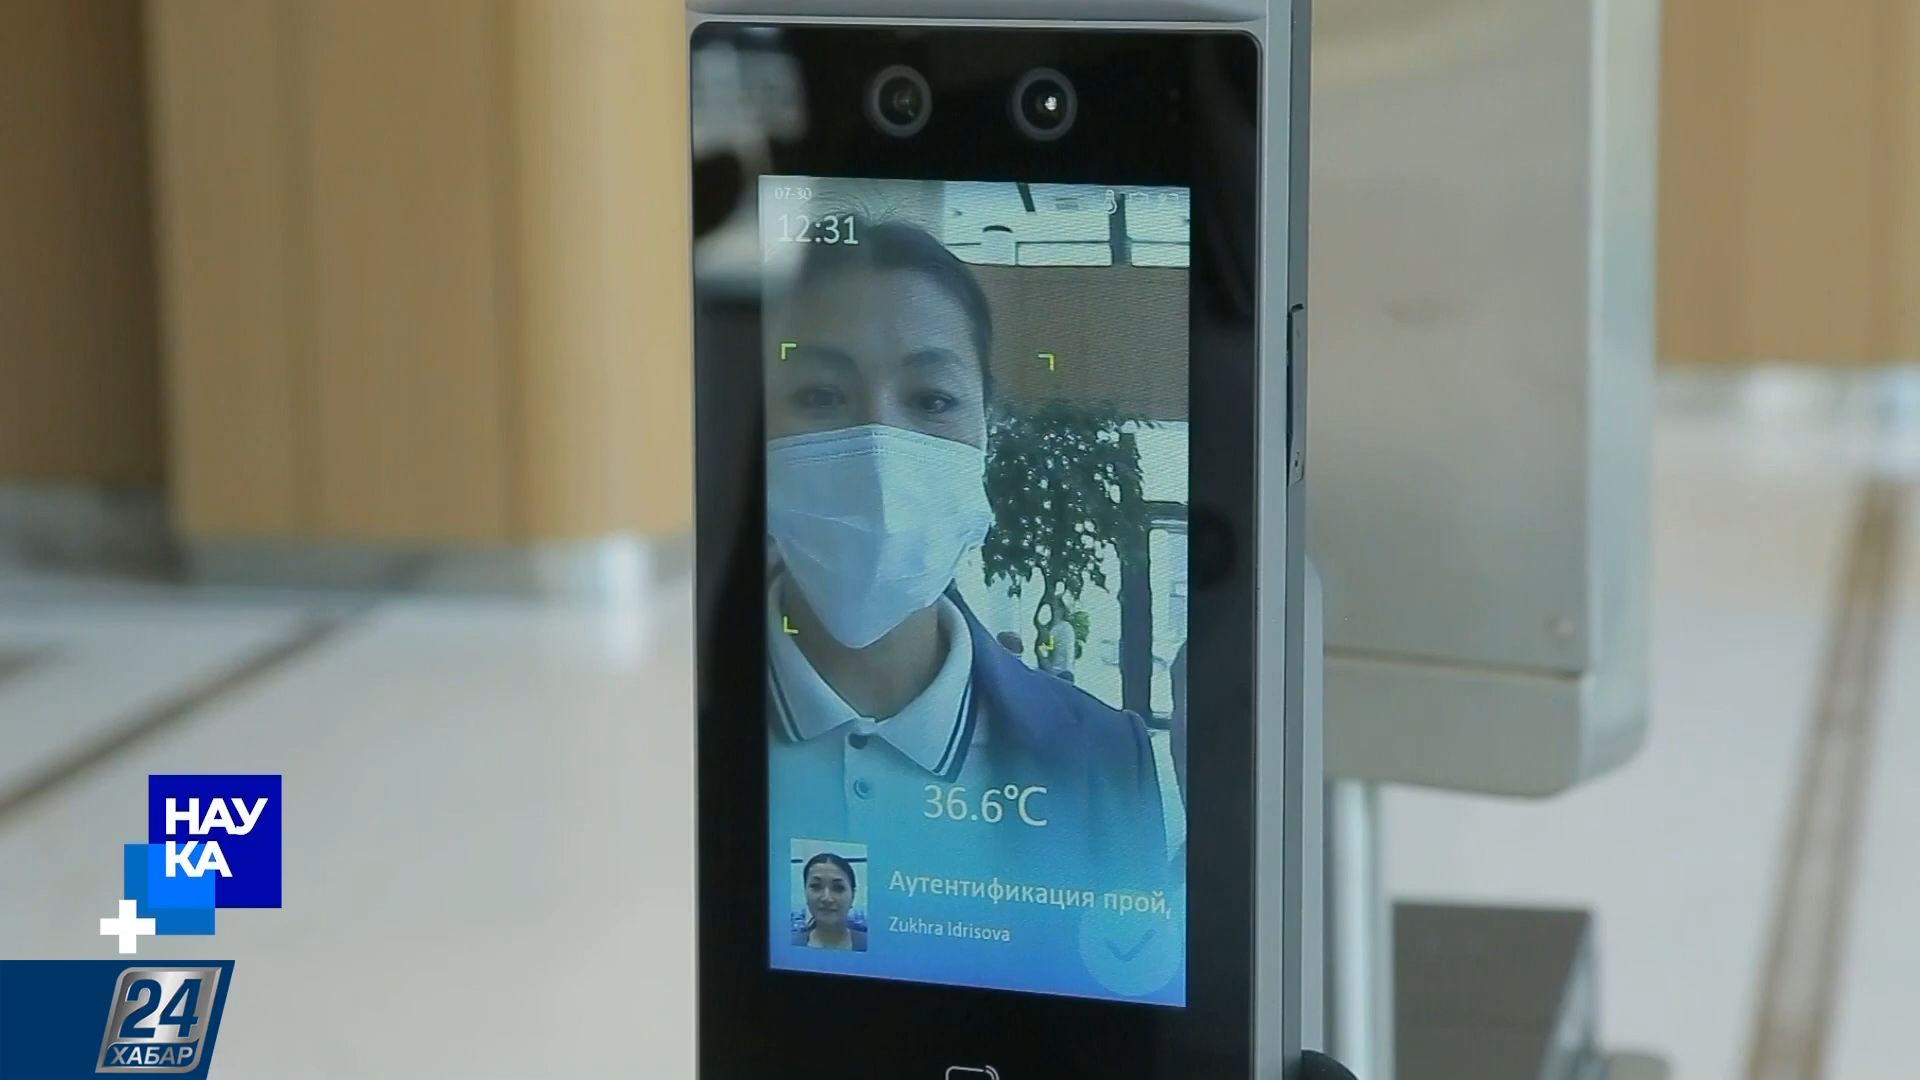 07-30
12:31
36.6℃
Аутентификация прой
Zukhra Idrisova
НАУ
КА
24
ХАБАР